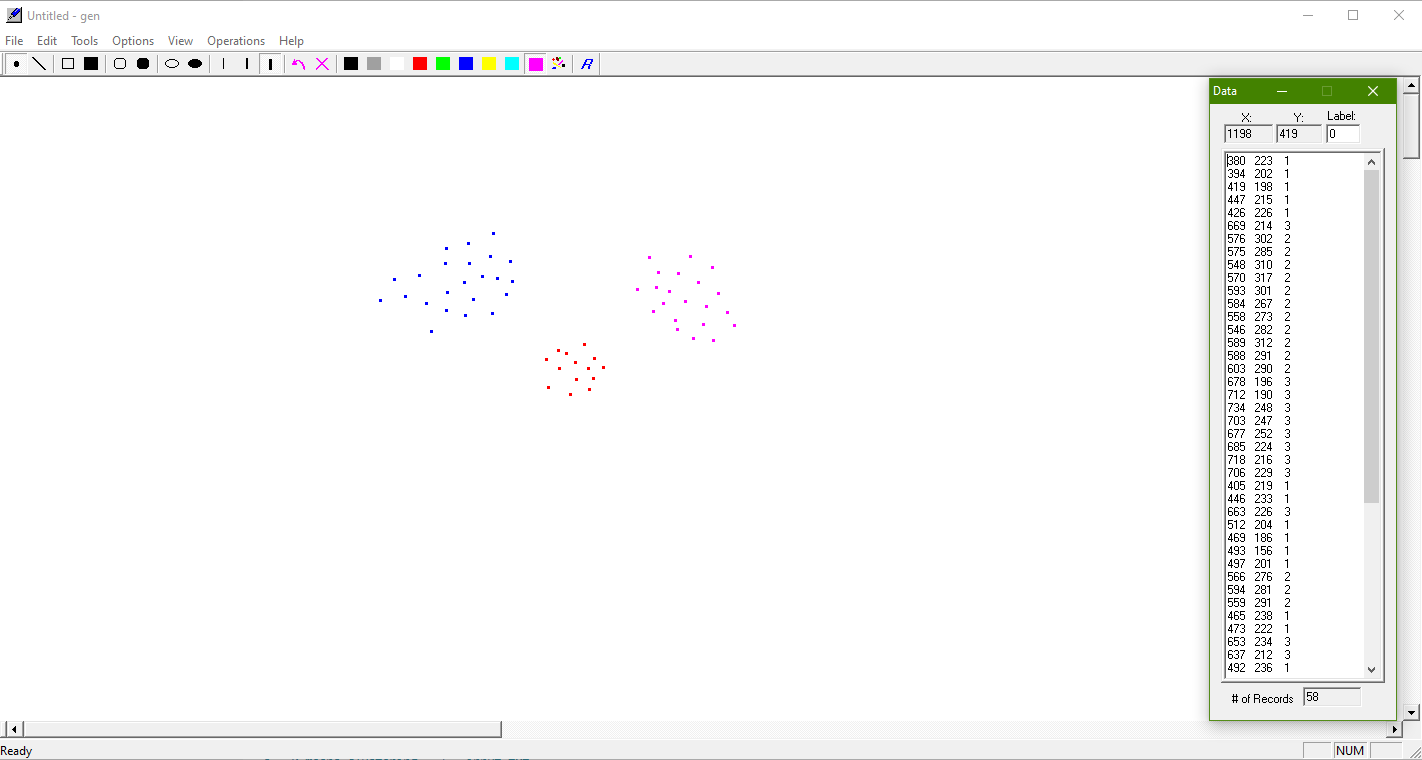 Untitled - gen
File Edit Tools Options View Operations Help
R
Data
X: Y: Label:
1198 419 0
380 223 1
394 202 1
419 198 1
447 215 1
426 226 1
669 214 3
576 302 2
575 285 2
548 310 2
570 317 2
593 301 2
584 267 2
558 273 2
546 282 2
589 312 2
588 291 2
603 290 2
678 196 3
712 190 3
734 248 3
703 247 3
677 252 3
685 224 3
718 216 3
706 229 3
405 219 1
446 233 1
663 226 3
512 204 1
469 186 1
493 156 1
497 201 1
566 276 2
594 281 2
559 291 2
465 238 1
473 222 1
653 234 3
637 212 3
492 236 1
# of Records 58
Ready
NUM